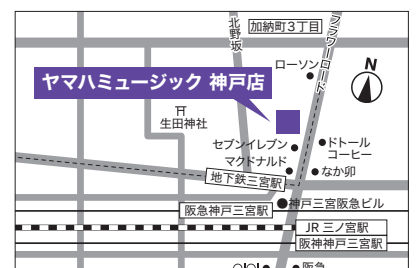 北野坂
加納町3丁目
フラワーロード
ローソン
N
ヤマハミュージック 神戸店
生田神社
セブンイレブン
マクドナルド
ドトール
コーヒー
なか卯
地下鉄三宮駅
神戸三宮阪急ビル
阪急神戸三宮駅
JR 三ノ宮駅
阪神神戸三宮駅
阪急